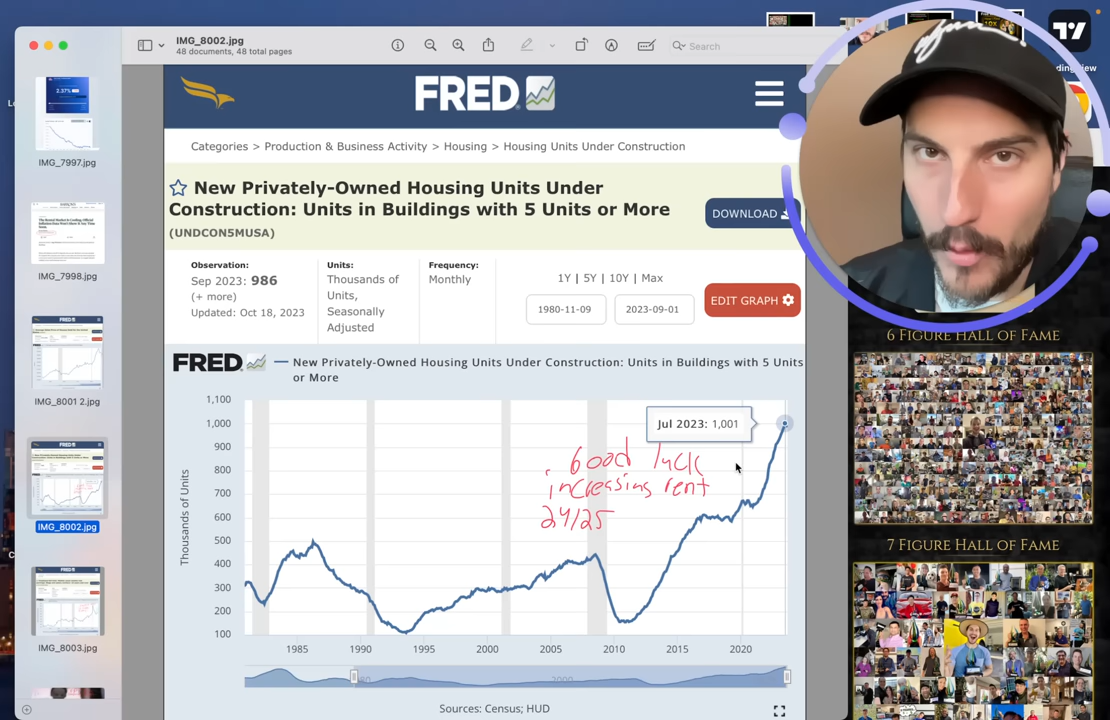 IMG_8002.jpg
48 documents, 48 total pages
Search
IMG_7997.jpg
IMG_7998.jpg
IMG_8001 2.jpg
IMG_8002.jpg
IMG_8003.jpg
FRED
Categories > Production & Business Activity > Housing > Housing Units Under Construction
New Privately-Owned Housing Units Under
Construction: Units in Buildings with 5 Units or More
(UNDCON5MUSA)
DOWNLOAD
Observation:
Sep 2023: 986
(+ more)
Updated: Oct 18, 2023
Units:
Thousands of
Units,
Seasonally
Adjusted
Frequency:
Monthly
1Y | 5Y | 10Y | Max
1980-11-09
2023-09-01
EDIT GRAPH
FRED
New Privately-Owned Housing Units Under Construction: Units in Buildings with 5 Units
or More
Thousands of Units
1,100
1,000
900
800
700
600
500
400
300
200
100
Jul 2023: 1,001
Good luck
increasing rent
24/25
1985
1990
1995
2000
2005
2010
2015
2020
2000
Sources: Census; HUD
6 FIGURE HALL OF FAME
7 FIGURE HALL OF FAME